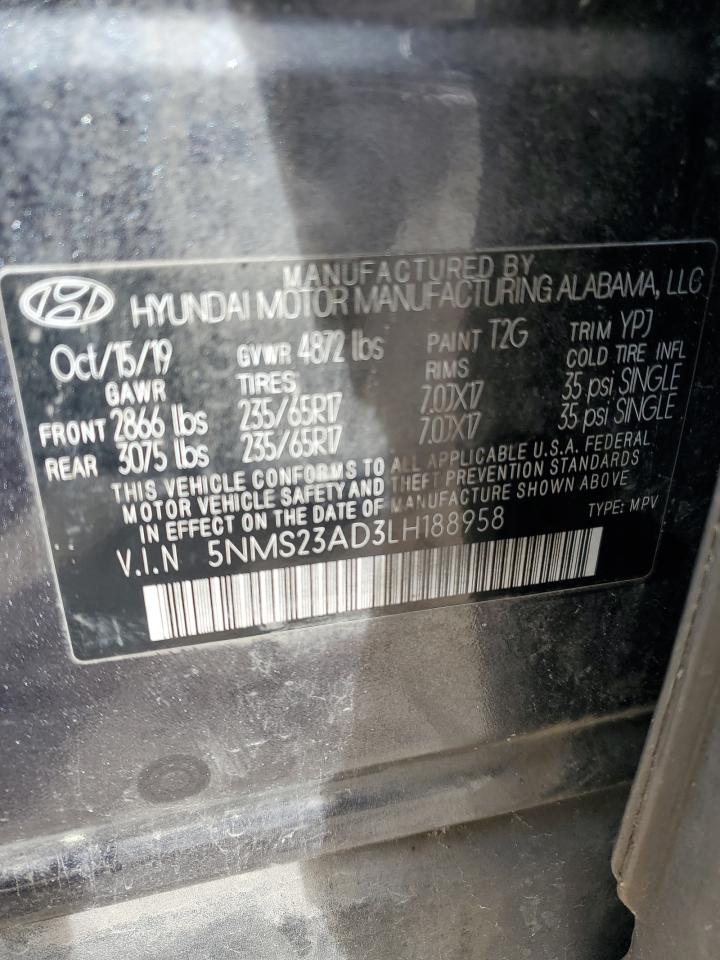 MANUFACTURED BY
HYUNDAI MOTOR MANUFACTURING ALABAMA, LLC
Oct/15/19 GVWR 4872 lbs PAINT T2G TRIM YPJ
GAWR TIRES RIMS COLD TIRE INFL
FRONT 2866 lbs 235/65R17 7.0JX17 35 psi SINGLE
REAR 3075 lbs 235/65R17 7.0JX17 35 psi SINGLE
THIS VEHICLE CONFORMS TO ALL APPLICABLE U.S.A. FEDERAL
MOTOR VEHICLE SAFETY AND THEFT PREVENTION STANDARDS
IN EFFECT ON THE DATE OF MANUFACTURE SHOWN ABOVE
V.I.N 5NMS23AD3LH188958 TYPE: MPV